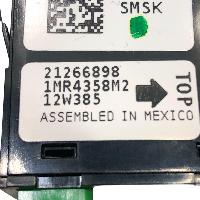 SMSK
21266898
1MR4358M2
12W385
ASSEMBLED IN MEXICO
TOP